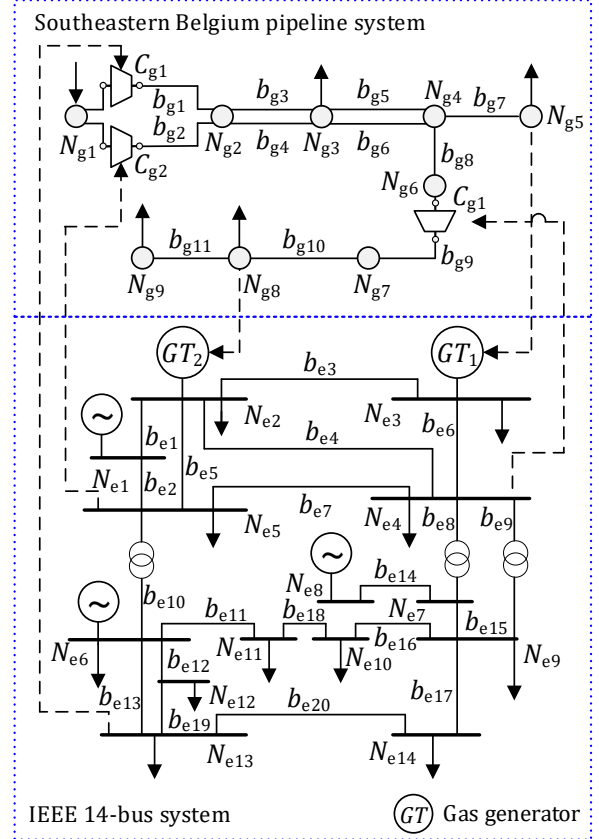 Southeastern Belgium pipeline system
C_g1
b_g1
b_g3
b_g5
N_g4
b_g7
N_g1
b_g2
N_g2
b_g4
N_g3
b_g6
N_g5
C_g2
b_g8
N_g6
C_g1
b_g11
b_g10
b_g9
N_g9
N_g8
N_g7
GT_2
GT_1
b_e3
~
N_e2
N_e3
b_e6
b_e1
b_e4
N_e1
b_e2
b_e5
b_e7
N_e5
N_e4
b_e8
b_e9
~
N_e8
b_e14
~
b_e10
b_e11
b_e18
N_e7
b_e15
b_e16
N_e6
N_e11
N_e10
N_e9
b_e12
N_e12
b_e13
b_e17
b_e19
b_e20
N_e13
N_e14
IEEE 14-bus system
GT Gas generator